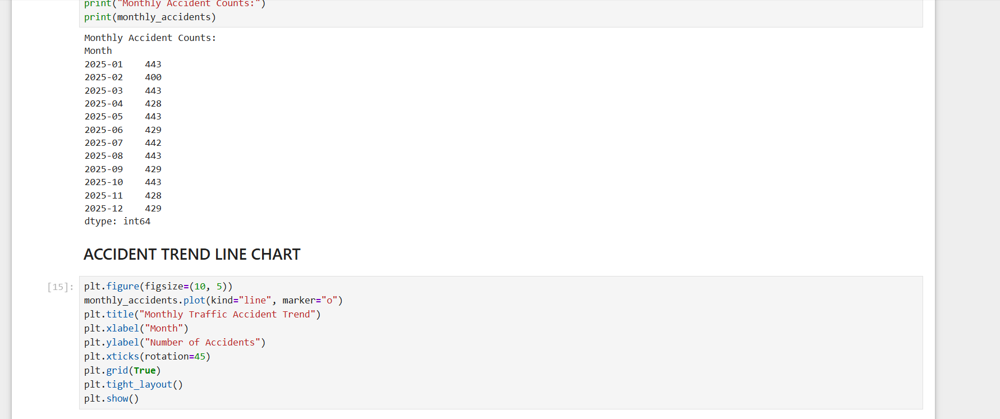 print("Monthly Accident Counts:")
print(monthly_accidents)
Monthly Accident Counts:
Month
2025-01    443
2025-02    400
2025-03    443
2025-04    428
2025-05    443
2025-06    429
2025-07    442
2025-08    443
2025-09    429
2025-10    443
2025-11    428
2025-12    429
dtype: int64
ACCIDENT TREND LINE CHART
[15]:
plt.figure(figsize=(10, 5))
monthly_accidents.plot(kind="line", marker="o")
plt.title("Monthly Traffic Accident Trend")
plt.xlabel("Month")
plt.ylabel("Number of Accidents")
plt.xticks(rotation=45)
plt.grid(True)
plt.tight_layout()
plt.show()